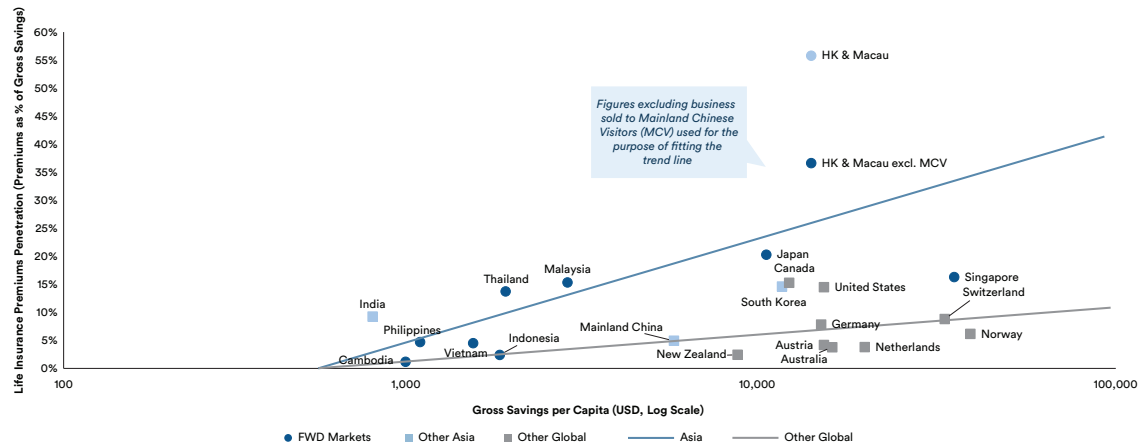 Life Insurance Premiums Penetration (Premiums as % of Gross Savings)
60%
55%
50%
45%
40%
35%
30%
25%
20%
15%
10%
5%
0%
HK & Macau
Figures excluding business
sold to Mainland Chinese
Visitors (MCV) used for the
purpose of fitting the
trend line
HK & Macau excl. MCV
Japan
Canada
Malaysia
Thailand
Singapore
Switzerland
United States
South Korea
India
Mainland China
Germany
Philippines
Indonesia
Norway
Austria
Netherlands
Vietnam
New Zealand
Australia
Cambodia
100
1,000
10,000
100,000
Gross Savings per Capita (USD, Log Scale)
FWD Markets
Other Asia
Other Global
Asia
Other Global